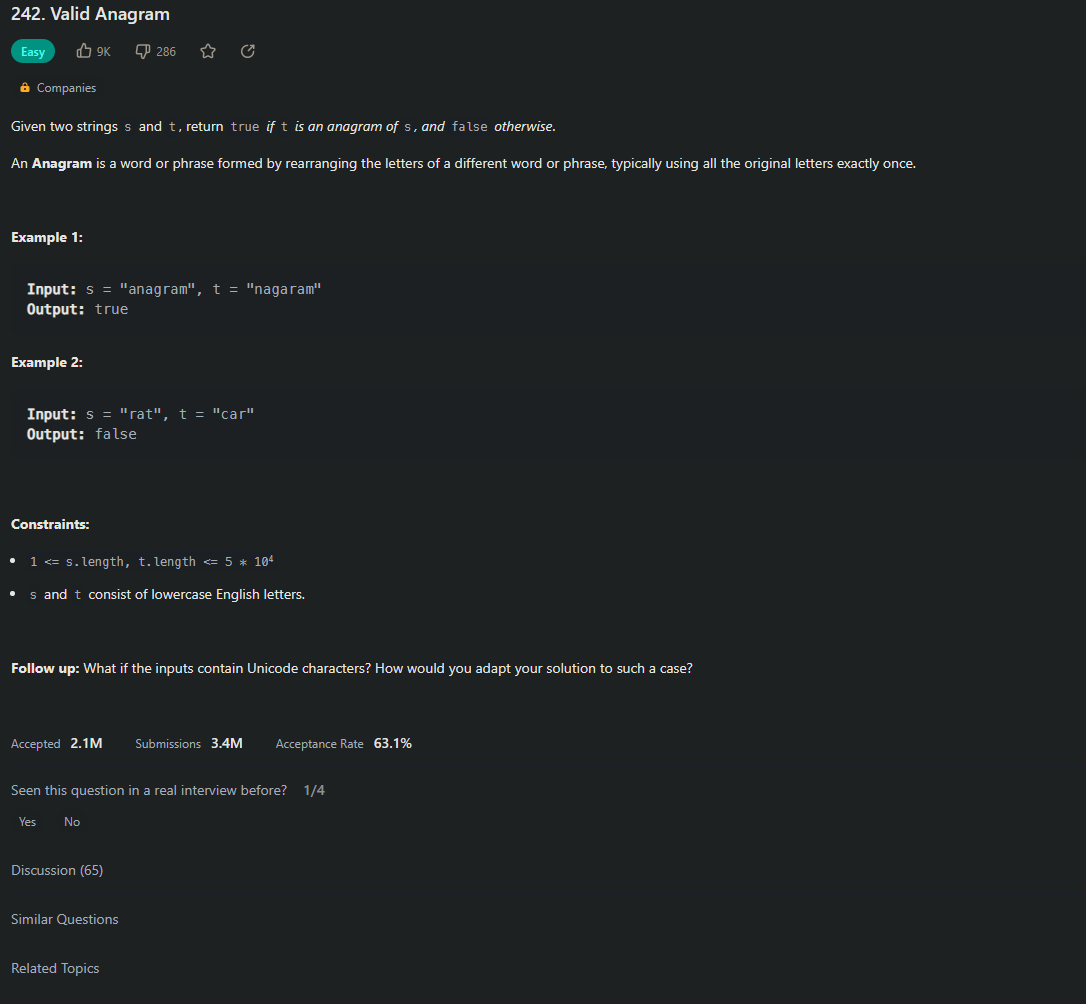 242. Valid Anagram
Easy 9K 286
Companies
Given two strings s and t, return true if t is an anagram of s, and false otherwise.
An Anagram is a word or phrase formed by rearranging the letters of a different word or phrase, typically using all the original letters exactly once.
Example 1:
Input: s = "anagram", t = "nagaram"
Output: true
Example 2:
Input: s = "rat", t = "car"
Output: false
Constraints:
• 1 <= s.length, t.length <= 5 * 10⁴
• s and t consist of lowercase English letters.
Follow up: What if the inputs contain Unicode characters? How would you adapt your solution to such a case?
Accepted 2.1M Submissions 3.4M Acceptance Rate 63.1%
Seen this question in a real interview before? 1/4
Yes No
Discussion (65)
Similar Questions
Related Topics